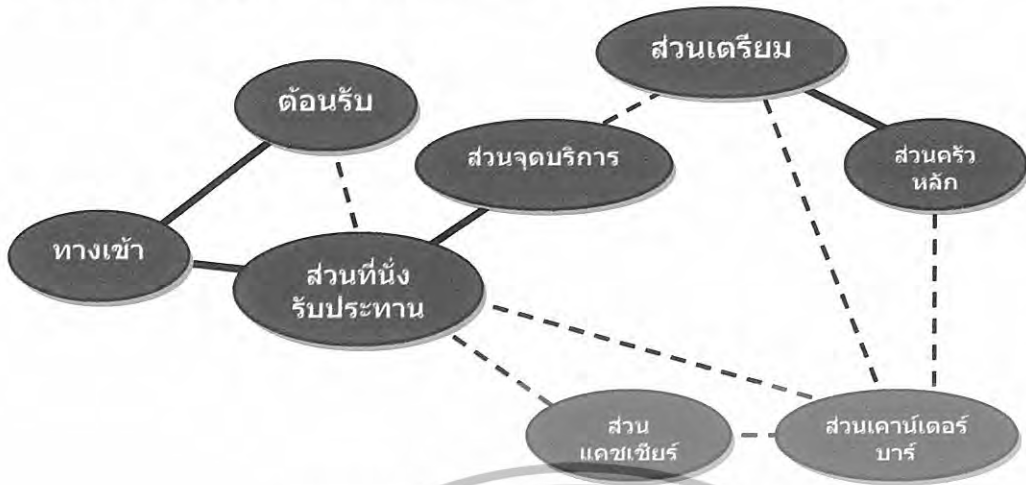 ส่วนเตรียม
ต้อนรับ
ส่วนจุดบริการ
ส่วนครัว
หลัก
ทางเข้า
ส่วนที่นั่ง
รับประทาน
ส่วน
แคชเชียร์
ส่วนเคาน์เตอร์
บาร์